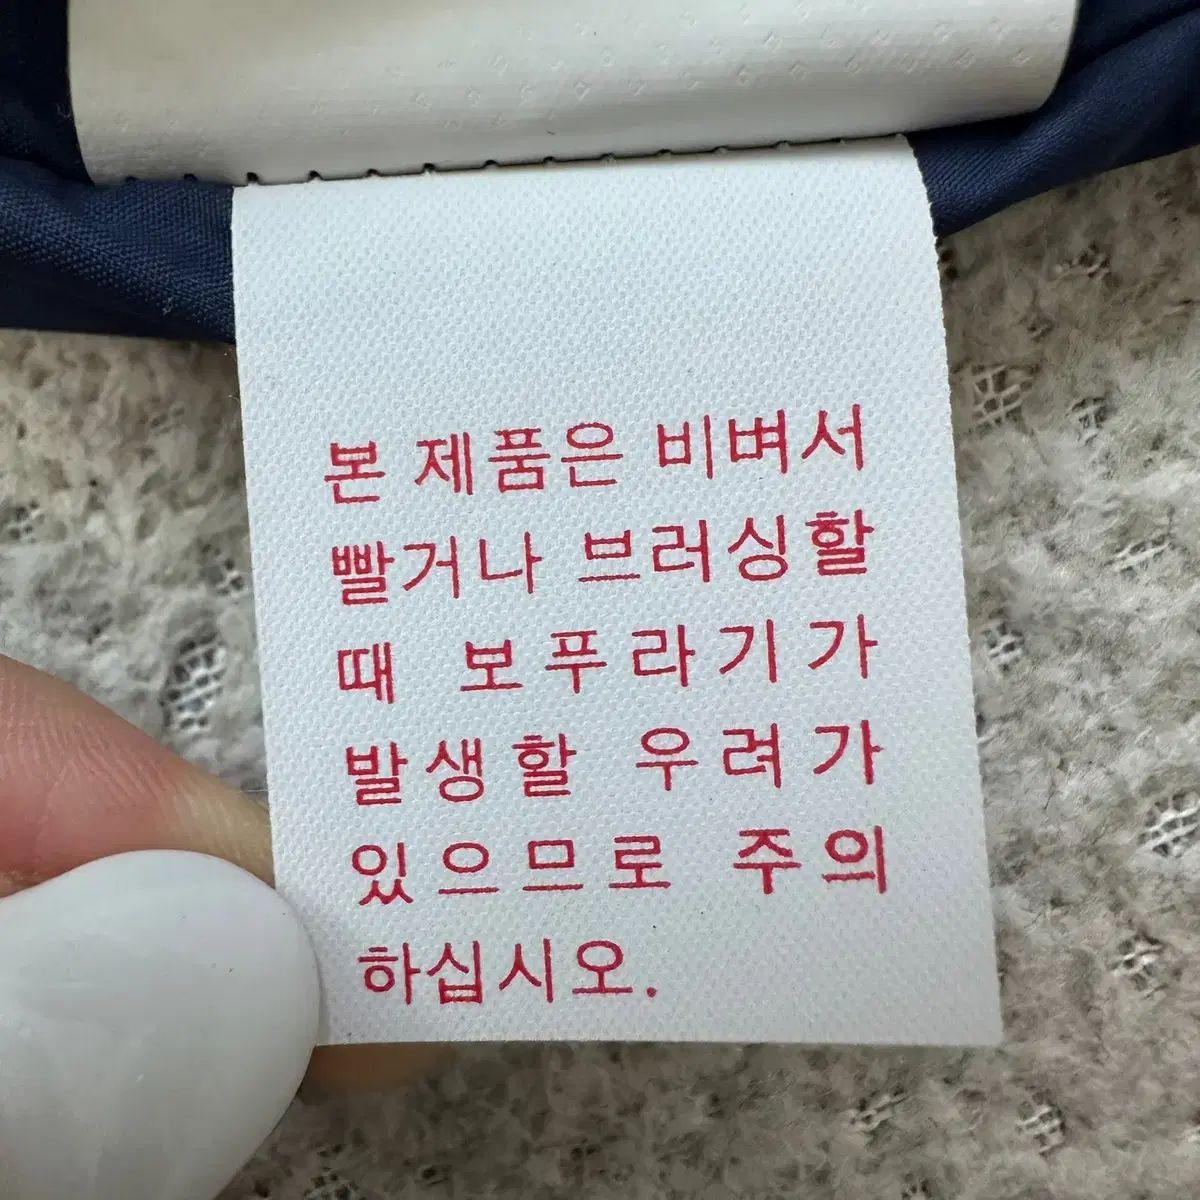 본 제품은 비벼서
빨거나 브러싱할
때 보푸라기가
발생할 우려가
있으므로 주의
하십시오.